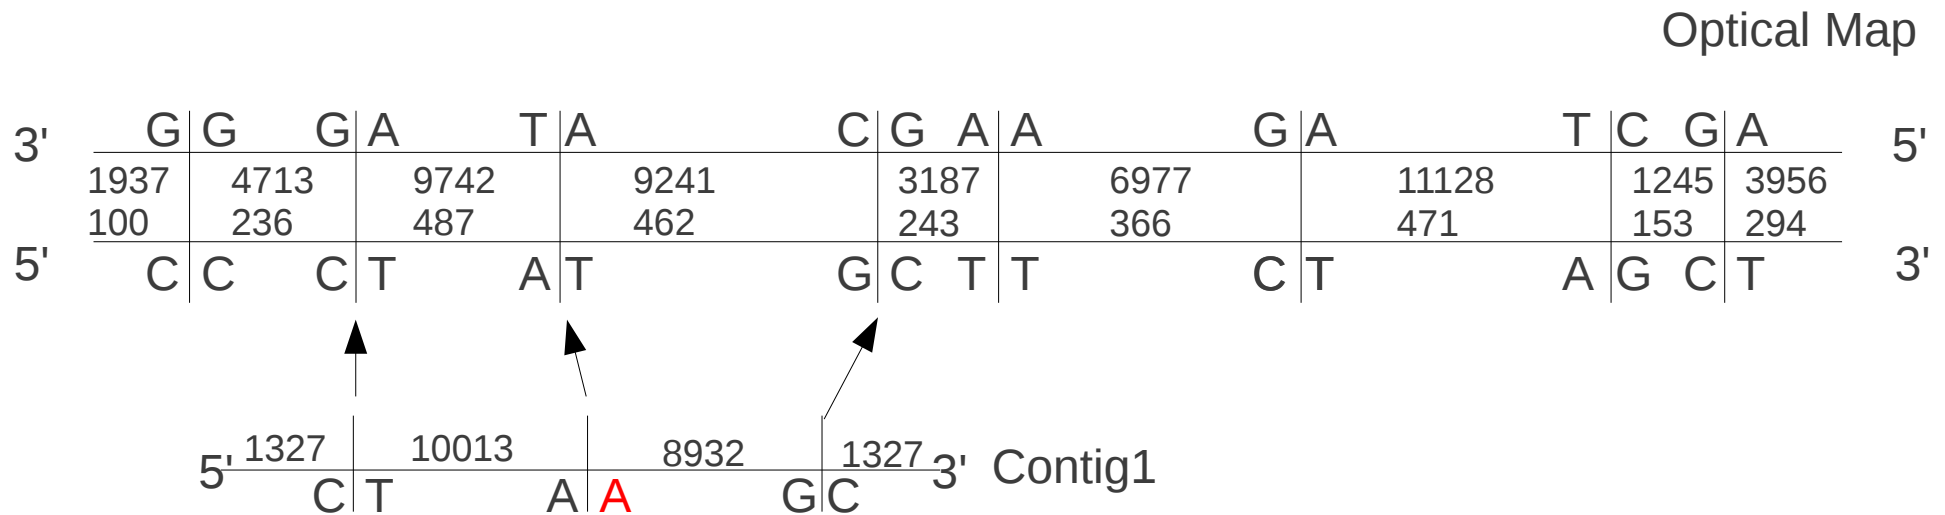 Optical Map
3' G G G A T A C G A A G A T C G A 5'
1937 4713 9742 9241 3187 6977 11128 1245 3956
100 236 487 462 243 366 471 153 294
5' C C C T A T G C T T C T A G C T 3'
1327 10013 8932 1327
5' 3' Contig1
C T A A G C